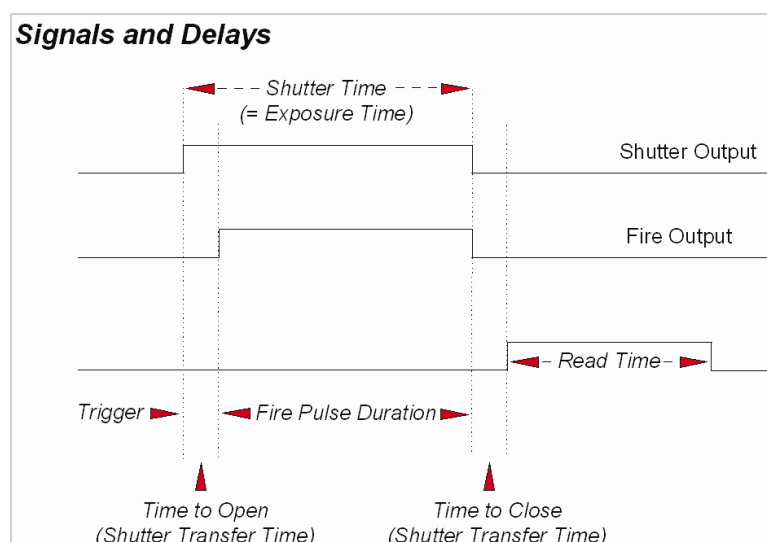 Signals and Delays
Shutter Time
(= Exposure Time)
Shutter Output
Fire Output
Read Time
Trigger
Fire Pulse Duration
Time to Open
(Shutter Transfer Time)
Time to Close
(Shutter Transfer Time)